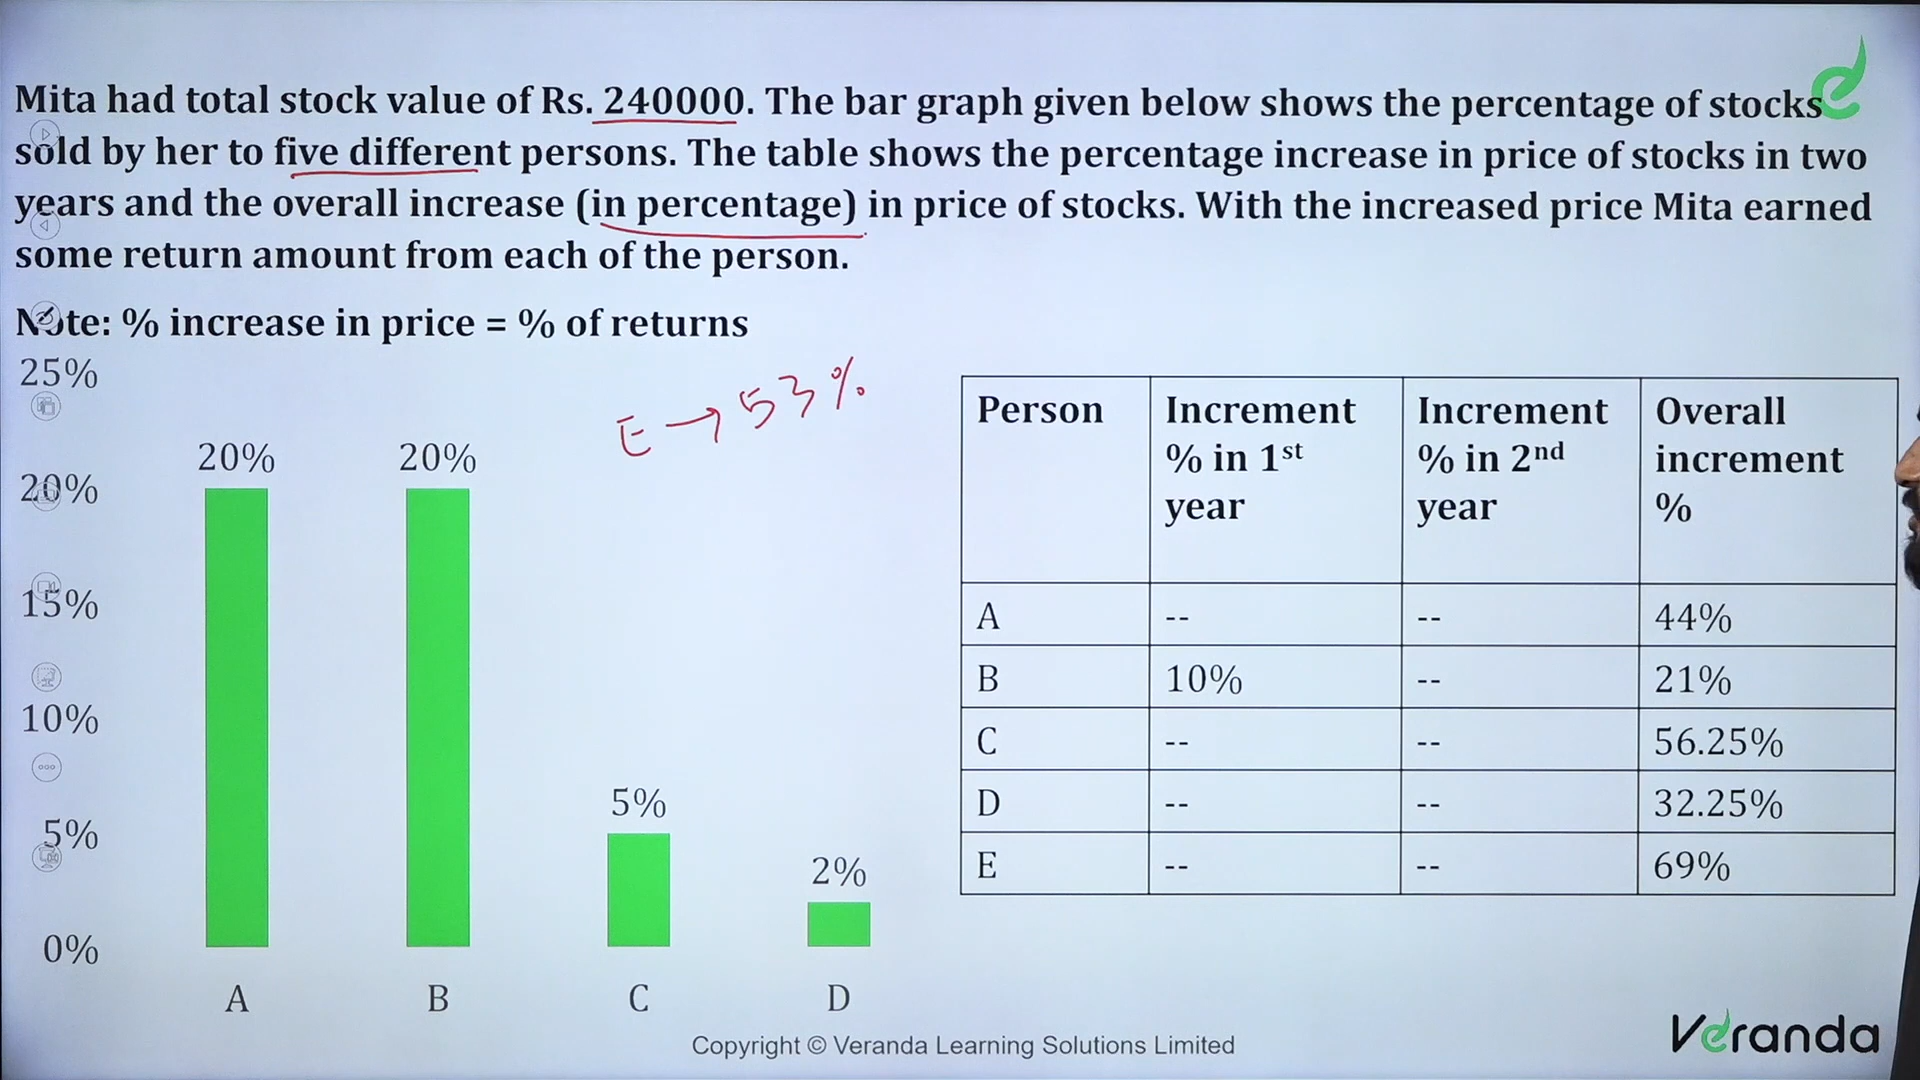 Mita had total stock value of Rs. 240000. The bar graph given below shows the percentage of stocks
sold by her to five different persons. The table shows the percentage increase in price of stocks in two
years and the overall increase (in percentage) in price of stocks. With the increased price Mita earned
some return amount from each of the person.
Note: % increase in price = % of returns
25%
20%
15%
10%
5%
0%
20%
20%
5%
2%
A
B
C
D
E → 53%
Person
Increment % in 1st year
Increment % in 2nd year
Overall increment %
A -- -- 44%
B 10% -- 21%
C -- -- 56.25%
D -- -- 32.25%
E -- -- 69%
Copyright © Veranda Learning Solutions Limited
Veranda